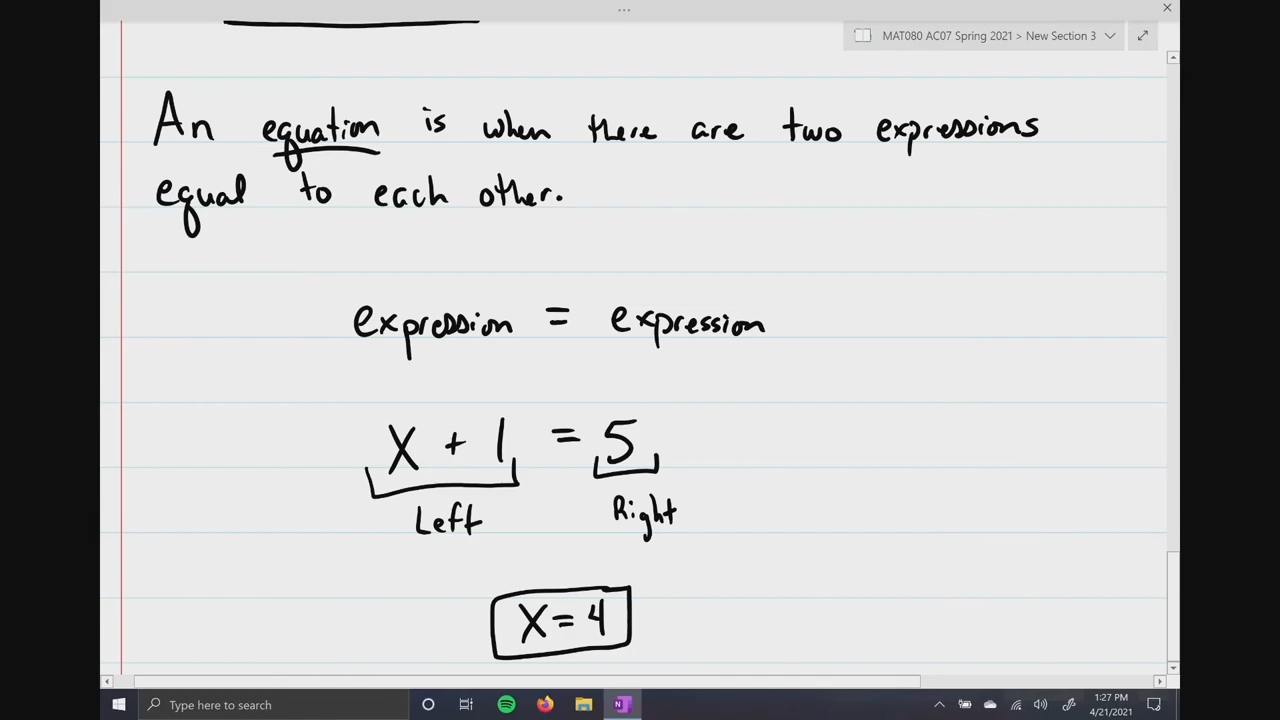 MAT080 AC07 Spring 2021 > New Section 3
An equation is when there are two expressions
equal to each other.
expression = expression
X + 1 = 5
Left Right
X = 4
Type here to search
1:27 PM
4/21/2021